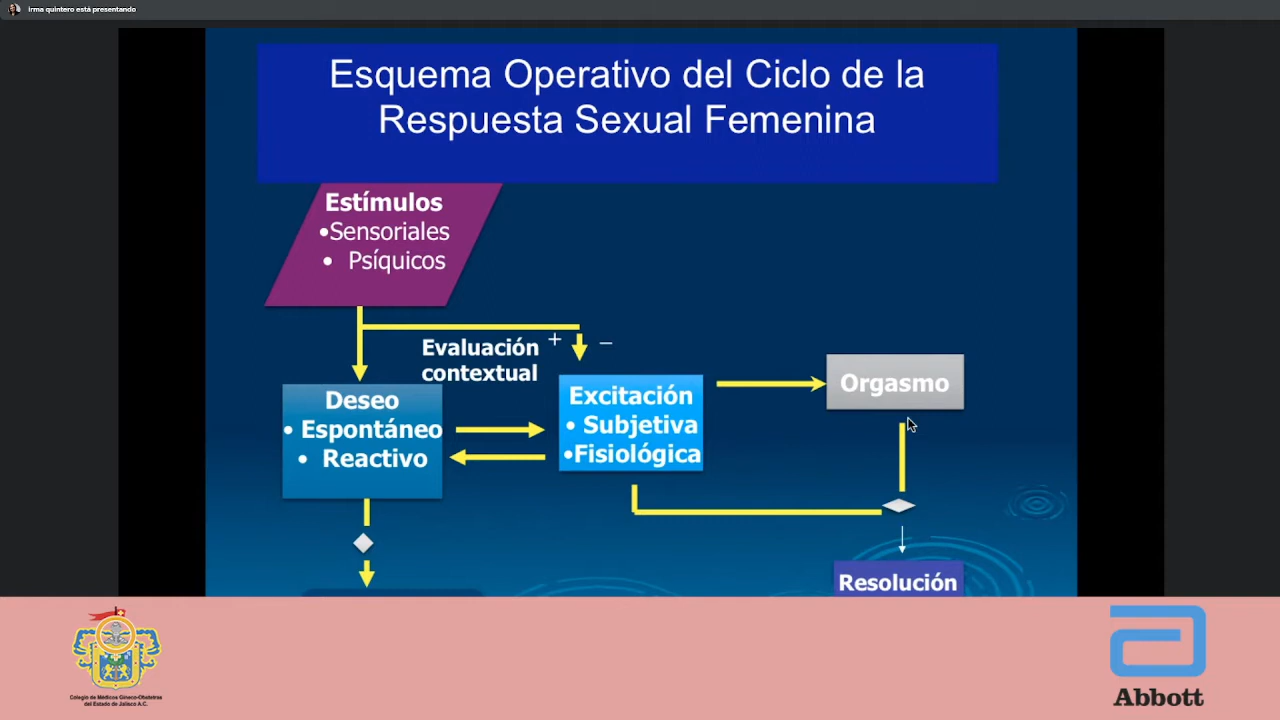 irma quintero está presentando
Esquema Operativo del Ciclo de la
Respuesta Sexual Femenina
Estímulos
•Sensoriales
• Psíquicos
Evaluación
contextual
+
–
Deseo
• Espontáneo
• Reactivo
Excitación
• Subjetiva
•Fisiológica
Orgasmo
Resolución
Colegio de Médicos Gineco-Obstetras
del Estado de Jalisco A.C.
Abbott